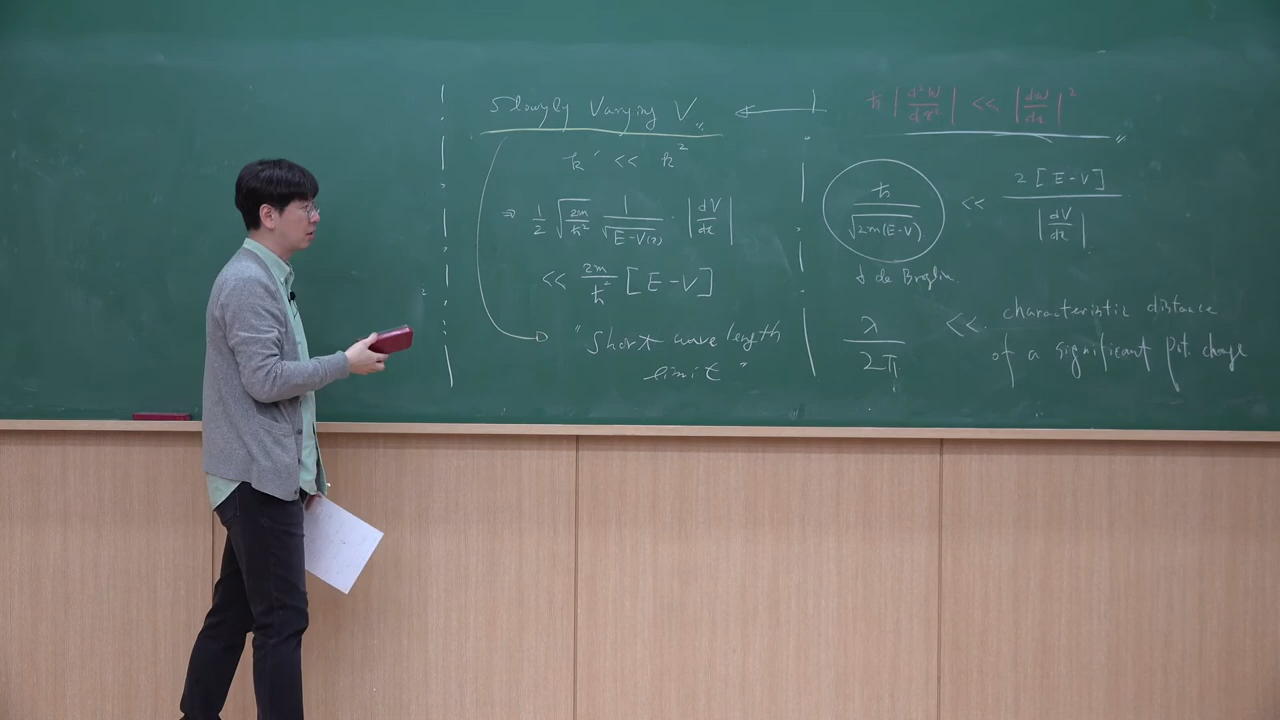 Slowly Varying V
k' << k²
⇒ 1/2 √(2m/ħ²) 1/√(E-V(x)) · |dV/dx|
<< 2m/ħ² [E-V]
"Short wave length
limit"
ħ |d²W/dx²| << |dW/dx|²
ħ/√(2m(E-V)) << 2[E-V]/|dV/dx|
de Broglie
λ/2π << characteristic distance
of a significant pot. change